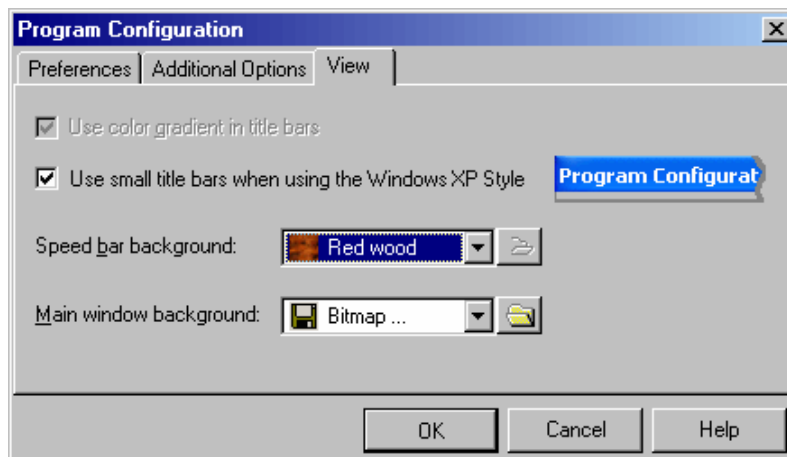 Program Configuration
Preferences Additional Options View
Use color gradient in title bars
Use small title bars when using the Windows XP Style Program Configurat
Speed bar background: Red wood
Main window background: Bitmap ...
OK Cancel Help